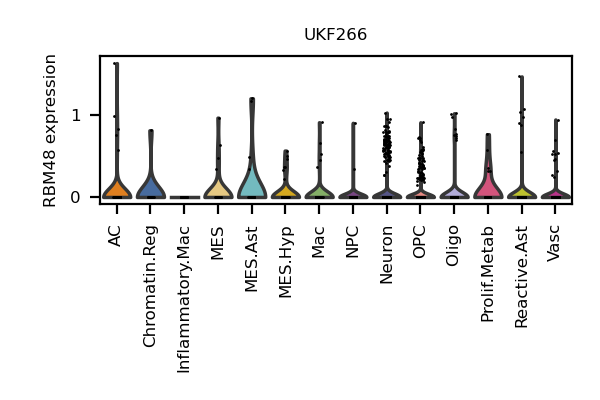 UKF266
RBM48 expression
1
0
AC
Chromatin.Reg
Inflammatory.Mac
MES
MES.Ast
MES.Hyp
Mac
NPC
Neuron
OPC
Oligo
Prolif.Metab
Reactive.Ast
Vasc